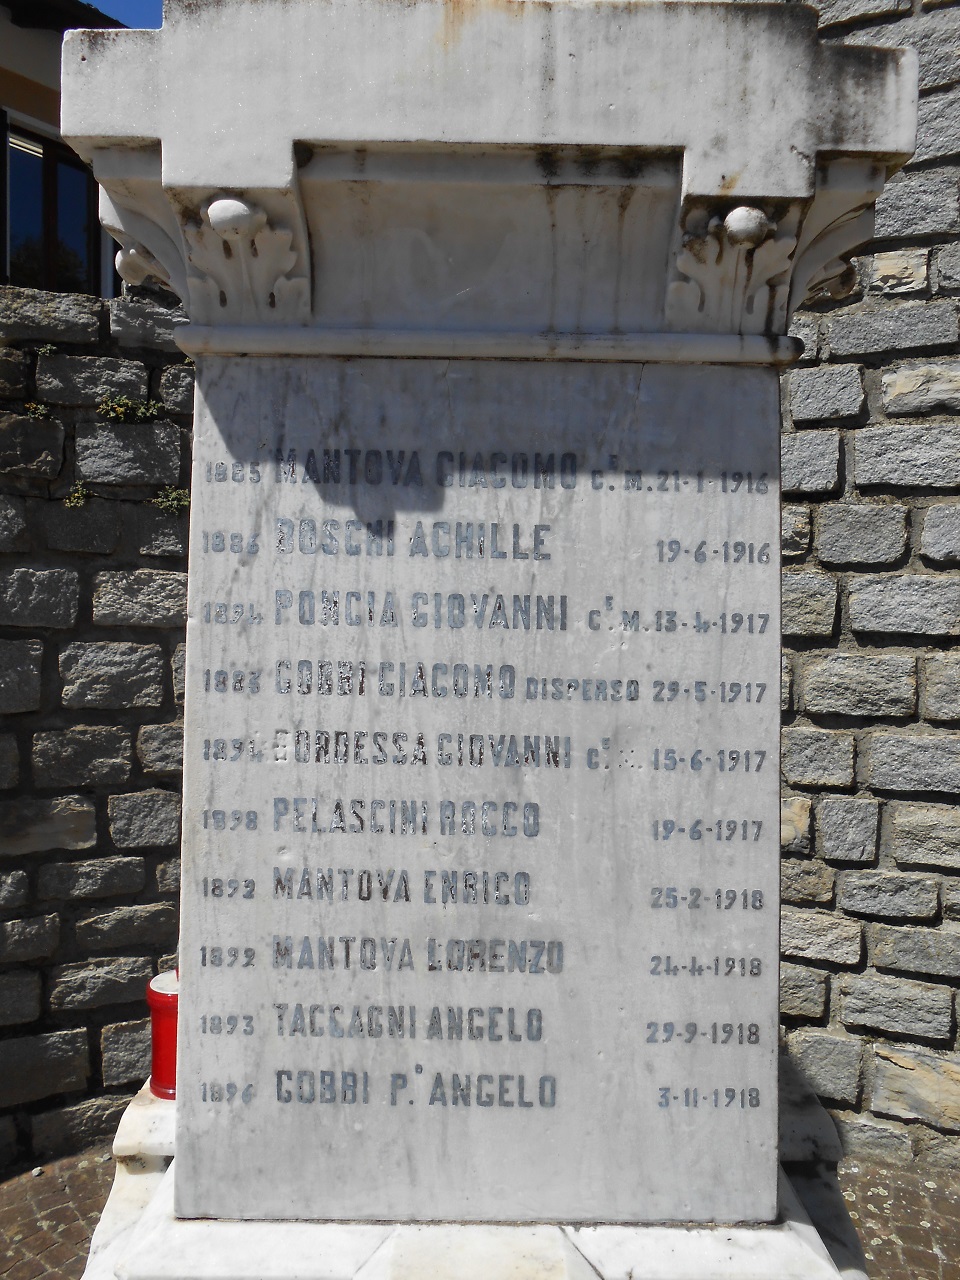 1885 MANTOVA GIACOMO C.E M. 21-1-1916
1886 BOSCHI ACHILLE 19-6-1916
1894 PONCIA GIOVANNI C.E M. 13-4-1917
GOBBI GIACOMO DISPERSO 29-5-1917
1894 BORDESSA GIOVANNI C.E M. 15-6-1917
1898 PELASCINI ROCCO 19-6-1917
1892 MANTOVA ENRICO 25-2-1918
1892 MANTOVA LORENZO 24-4-1918
1893 TACCAGNI ANGELO 29-9-1918
1896 GOBBI P.o ANGELO 3-11-1918